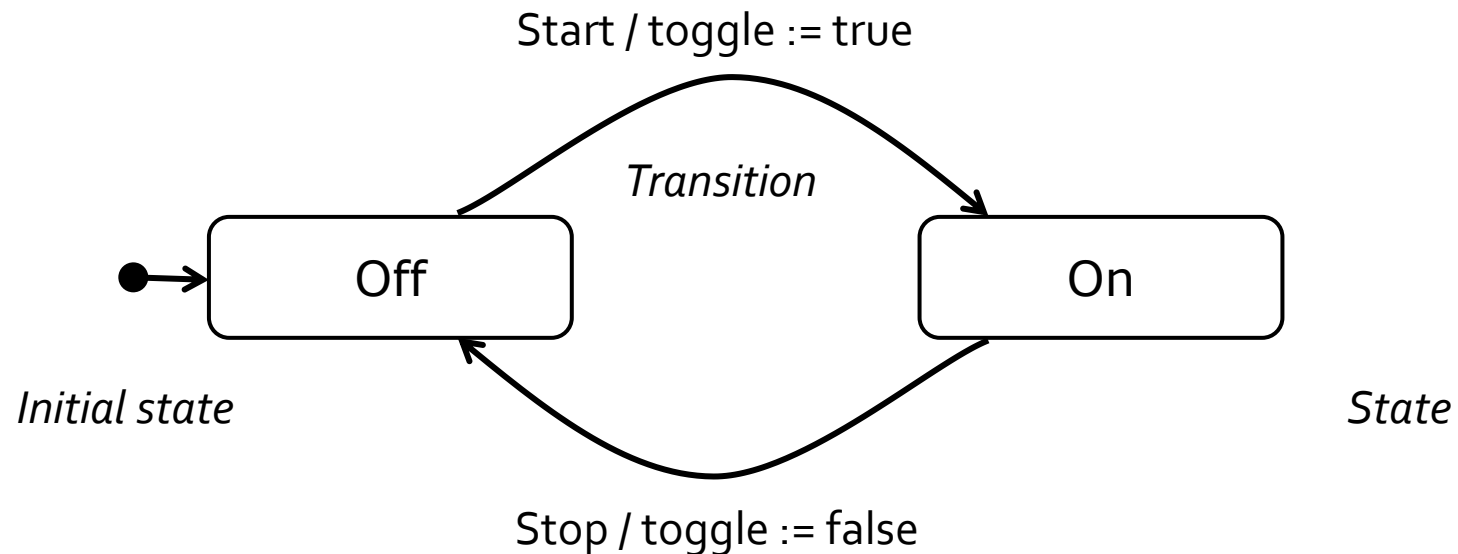 Start / toggle := true
Transition
Off
On
Initial state
State
Stop / toggle := false